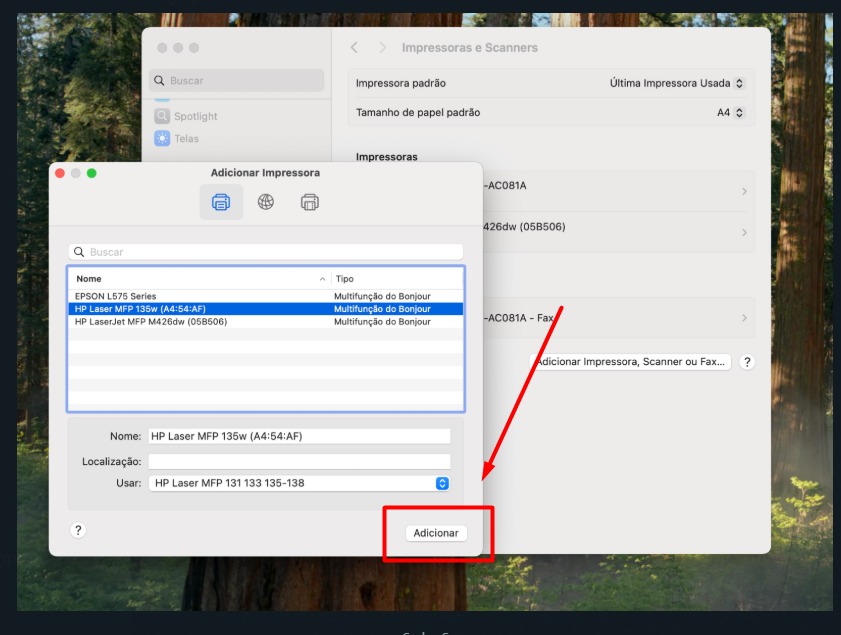 Impressoras e Scanners
Buscar
Impressora padrão Última Impressora Usada
Spotlight
Tamanho de papel padrão A4
Telas
Impressoras
Adicionar Impressora
-AC081A
426dw (05B506)
Buscar
Nome Tipo
EPSON L575 Series Multifunção do Bonjour
HP Laser MFP 135w (A4:54:AF) Multifunção do Bonjour
HP LaserJet MFP M426dw (05B506) Multifunção do Bonjour
-AC081A - Fax
Adicionar Impressora, Scanner ou Fax... ?
Nome: HP Laser MFP 135w (A4:54:AF)
Localização:
Usar: HP Laser MFP 131 133 135-138
? Adicionar